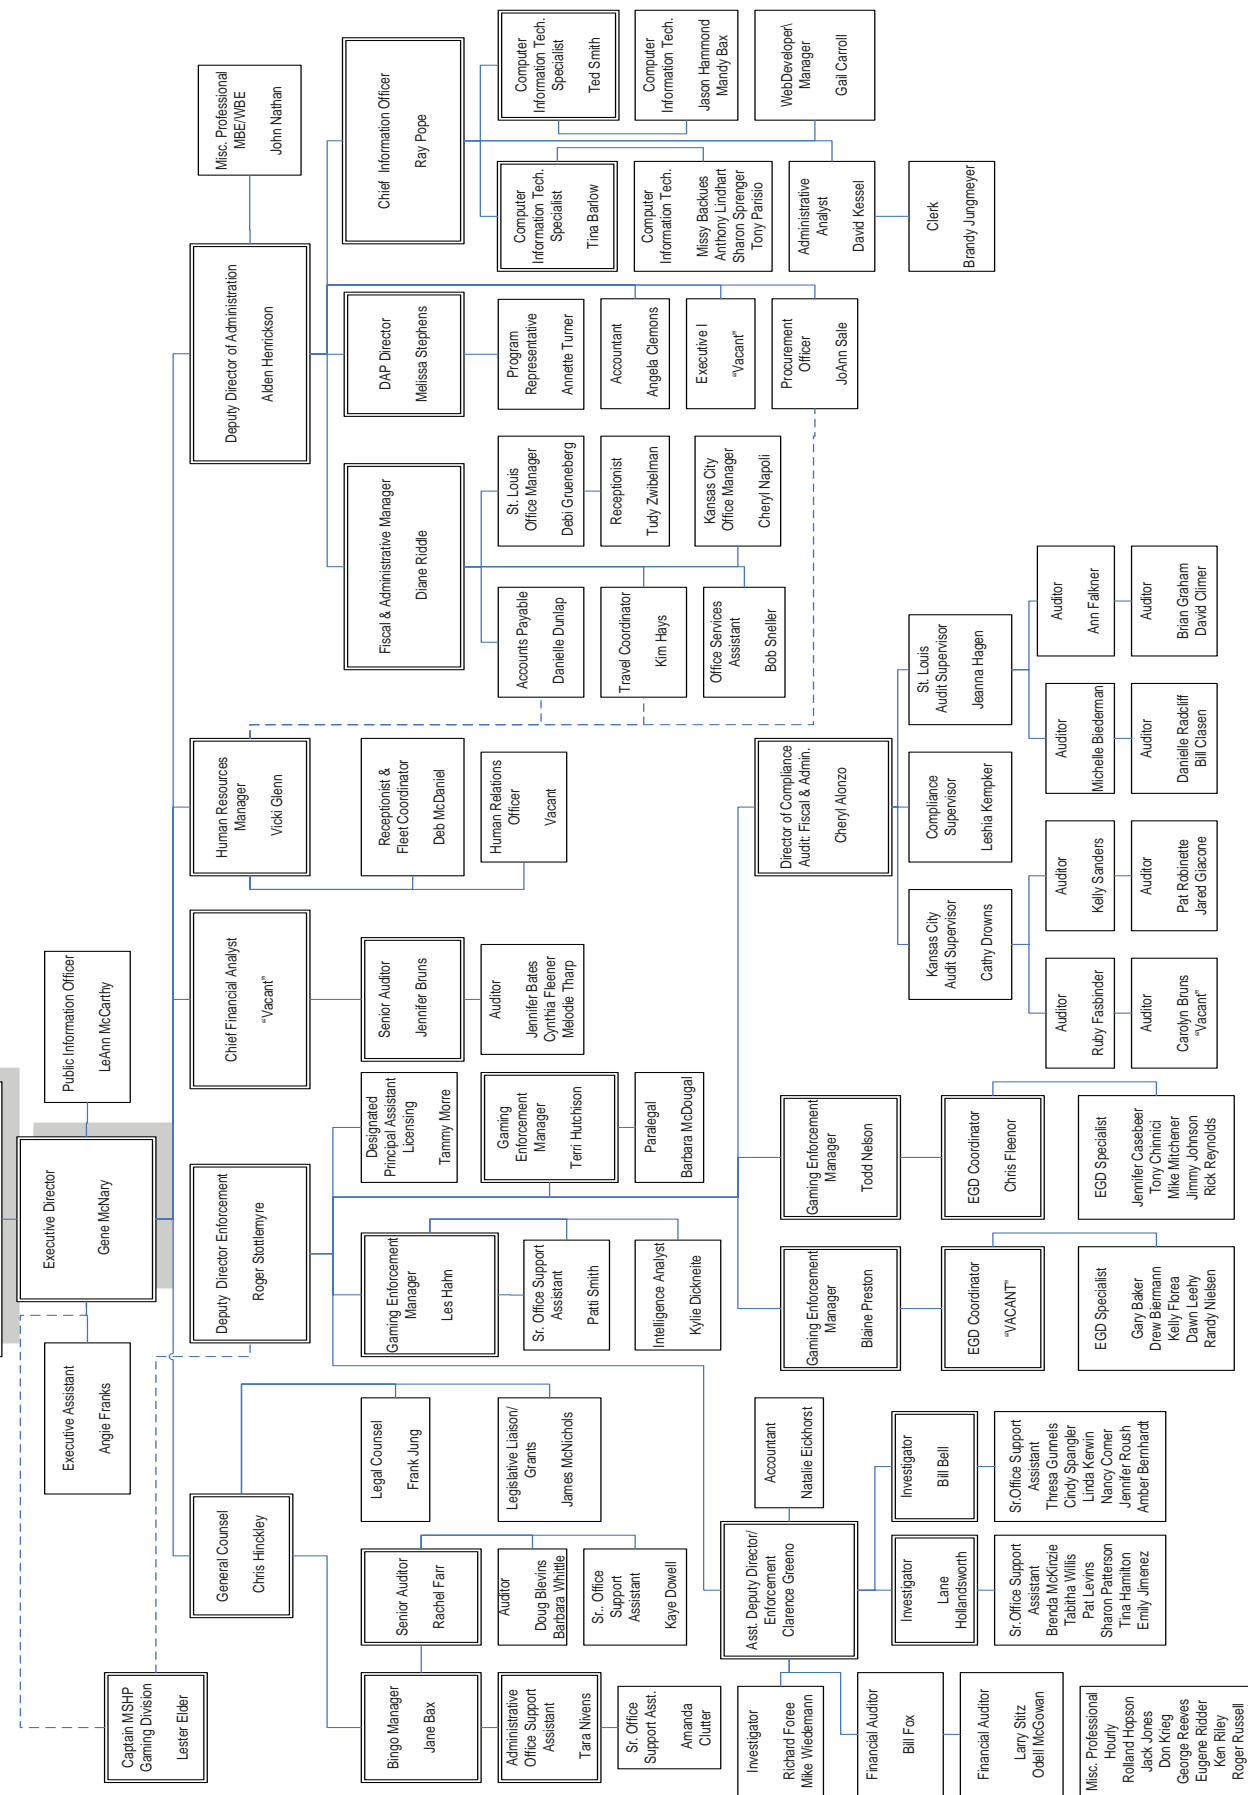 Executive Director
Gene McNary
Public Information Officer
LeAnn McCarthy
Executive Assistant
Angie Franks
Captain MSHP
Gaming Division
Lester Elder
General Counsel
Chris Hinckley
Deputy Director Enforcement
Roger Stottlemyre
Chief Financial Analyst
“Vacant”
Human Resources
Manager
Vicki Glenn
Deputy Director of Administration
Alden Henrickson
Misc. Professional
MBE/WBE
John Nathan
Bingo Manager
Jane Bax
Senior Auditor
Rachel Farr
Legal Counsel
Frank Jung
Legislative Liaison/
Grants
James McNichols
Administrative
Office Support
Assistant
Tara Nivens
Auditor
Doug Blevins
Barbara Whittle
Sr. Office
Support Asst.
Amanda
Clutter
Sr.. Office
Support
Assistant
Kaye Dowell
Gaming Enforcement
Manager
Les Hahn
Sr. Office Support
Assistant
Patti Smith
Intelligence Analyst
Kylie Dickneite
Designated
Principal Assistant
Licensing
Tammy Morre
Gaming
Enforcement
Manager
Terri Hutchison
Paralegal
Barbara McDougal
Senior Auditor
Jennifer Bruns
Auditor
Jennifer Bates
Cynthia Fleener
Melodie Tharp
Receptionist &
Fleet Coordinator
Deb McDaniel
Human Relations
Officer
Vacant
Fiscal & Administrative Manager
Diane Riddle
Accounts Payable
Danielle Dunlap
Travel Coordinator
Kim Hays
Office Services
Assistant
Bob Sneller
St. Louis
Office Manager
Debi Grueneberg
Receptionist
Tudy Zwibelman
Kansas City
Office Manager
Cheryl Napoli
DAP Director
Melissa Stephens
Program
Representative
Annette Turner
Accountant
Angela Clemons
Executive I
“Vacant”
Procurement
Officer
JoAnn Sale
Chief  Information Officer
Ray Pope
Computer
Information Tech.
Specialist
Tina Barlow
Computer
Information Tech.
Missy Backues
Anthony Lindhart
Sharon Sprenger
Tony Parisio
Administrative
Analyst
David Kessel
Clerk
Brandy Jungmeyer
Computer
Information Tech.
Specialist
Ted Smith
Computer
Information Tech.
Jason Hammond
Mandy Bax
WebDeveloper\
Manager
Gail Carroll
Asst. Deputy Director/
Enforcement
Clarence Greeno
Accountant
Natalie Eickhorst
Investigator
Richard Foree
Mike Wiedemann
Financial Auditor
Bill Fox
Financial Auditor
Larry Stitz
Odell McGowan
Misc. Professional
Hourly
Rolland Hopson
Jack Jones
Don Krieg
George Reeves
Eugene Ridder
Ken Riley
Roger Russell
Investigator
Lane
Hollandsworth
Sr.Office Support
Assistant
Brenda McKinzie
Tabitha Willis
Pat Levins
Sharon Patterson
Tina Hamilton
Emily Jimenez
Investigator
Bill Bell
Sr.Office Support
Assistant
Thresa Gunnels
Cindy Spangler
Linda Kerwin
Nancy Comer
Jennifer Roush
Amber Bernhardt
Gaming Enforcement
Manager
Blaine Preston
EGD Coordinator
“VACANT”
EGD Specialist
Gary Baker
Drew Biermann
Kelly Florea
Dawn Leehy
Randy Nielsen
Gaming Enforcement
Manager
Todd Nelson
EGD Coordinator
Chris Fleenor
EGD Specialist
Jennifer Casebeer
Tony Chinnici
Mike Mitchener
Jimmy Johnson
Rick Reynolds
Director of Compliance
Audit: Fiscal & Admin.
Cheryl Alonzo
Kansas City
Audit Supervisor
Cathy Drowns
Compliance
Supervisor
Leshia Kempker
St. Louis
Audit Supervisor
Jeanna Hagen
Auditor
Ruby Fasbinder
Auditor
Carolyn Bruns
“Vacant”
Auditor
Kelly Sanders
Auditor
Pat Robinette
Jared Giacone
Auditor
Michelle Biederman
Auditor
Danielle Radcliff
Bill Clasen
Auditor
Ann Falkner
Auditor
Brian Graham
David Climer